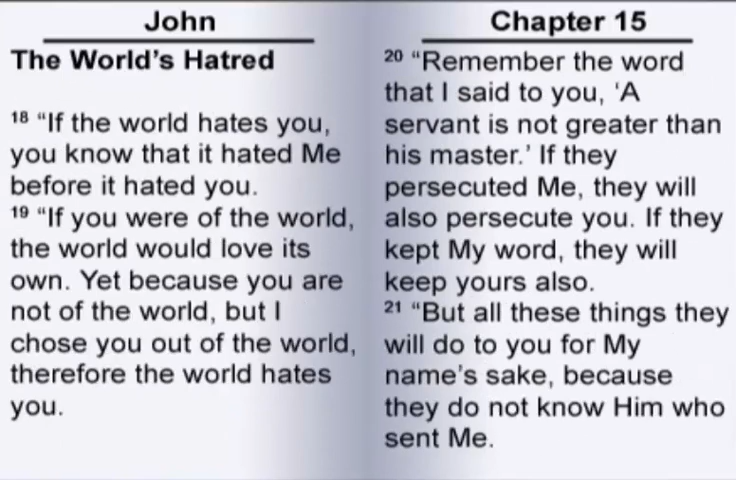 John
The World's Hatred
¹⁸ "If the world hates you,
you know that it hated Me
before it hated you.
¹⁹ "If you were of the world,
the world would love its
own. Yet because you are
not of the world, but I
chose you out of the world,
therefore the world hates
you.
Chapter 15
²⁰ "Remember the word
that I said to you, 'A
servant is not greater than
his master.' If they
persecuted Me, they will
also persecute you. If they
kept My word, they will
keep yours also.
²¹ "But all these things they
will do to you for My
name's sake, because
they do not know Him who
sent Me.